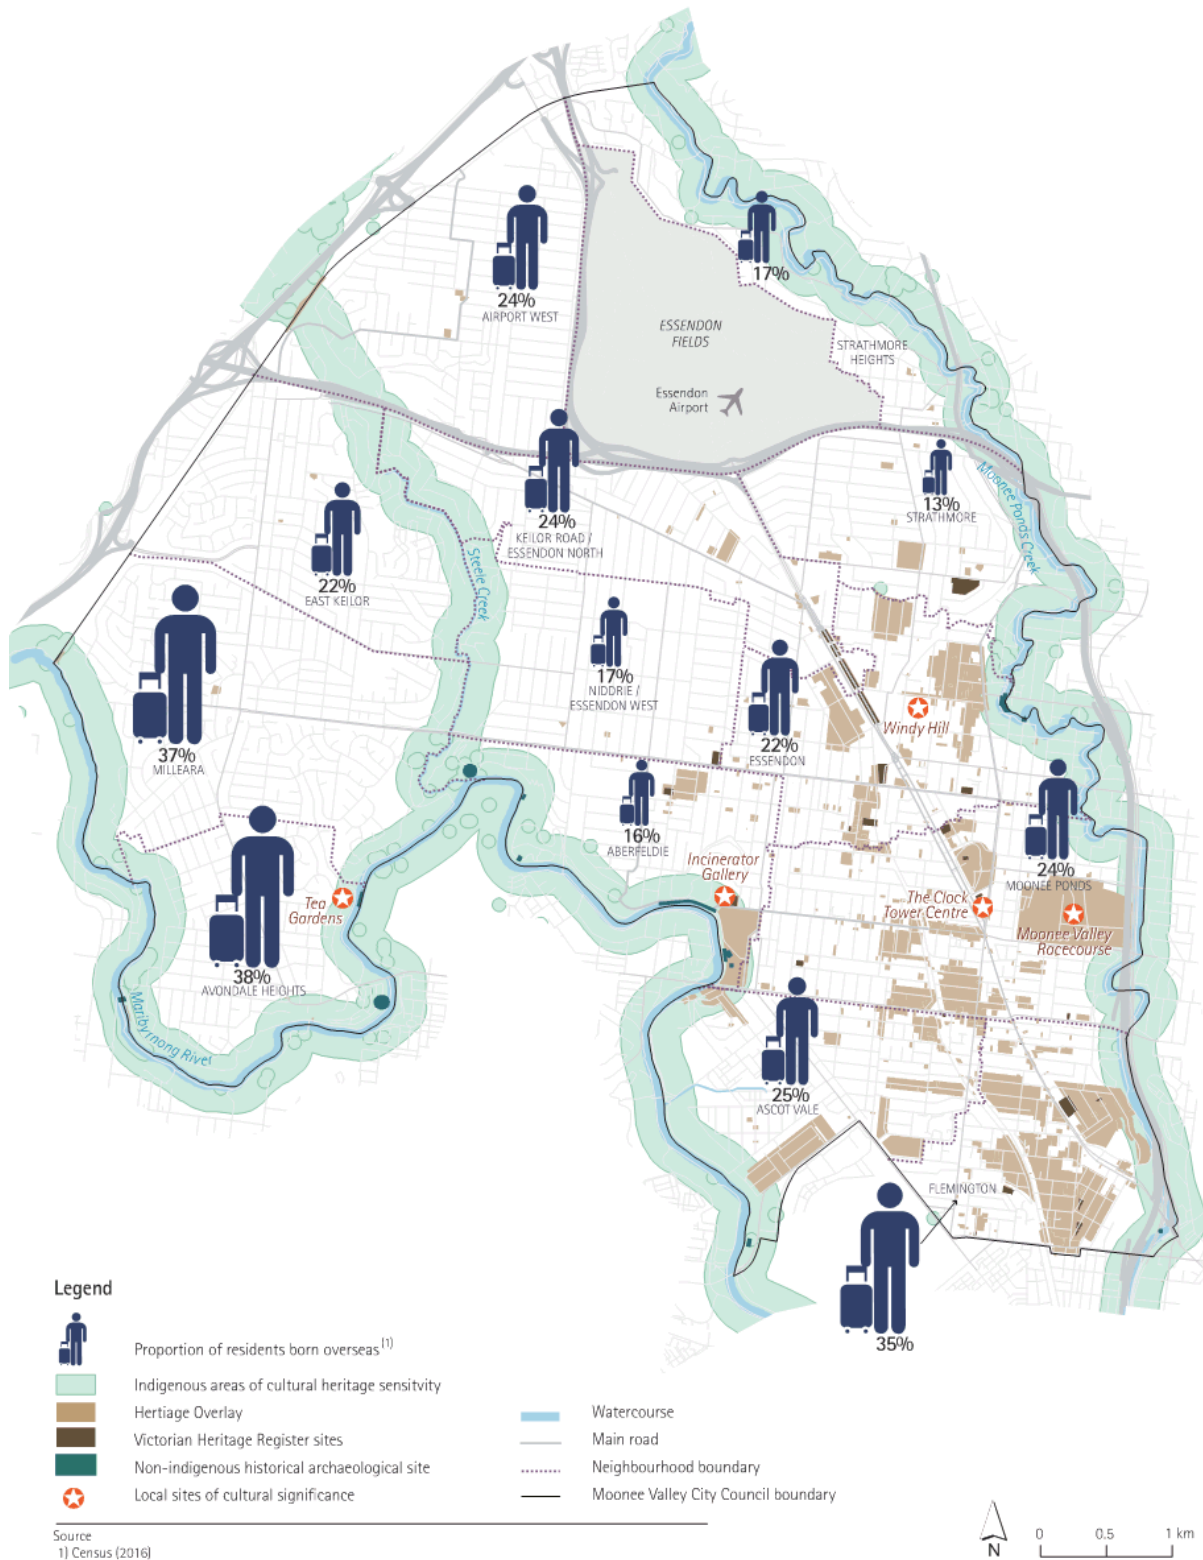 17%
24%
AIRPORT WEST
ESSENDON
FIELDS
STRATHMORE
HEIGHTS
Essendon
Airport
13%
STRATHMORE
Moonee Ponds Creek
24%
KEILOR ROAD /
ESSENDON NORTH
Steele Creek
22%
EAST KEILOR
17%
NIDDRIE /
ESSENDON WEST
Windy Hill
22%
ESSENDON
37%
MILLEARA
16%
ABERFELDIE
Incinerator
Gallery
24%
MOONEE PONDS
The Clock
Tower Centre
Tea
Gardens
Moonee Valley
Racecourse
38%
AVONDALE HEIGHTS
Maribyrnong River
25%
ASCOT VALE
FLEMINGTON
35%
Legend
Proportion of residents born overseas(1)
Indigenous areas of cultural heritage sensitvity
Hertiage Overlay
Victorian Heritage Register sites
Non-indigenous historical archaeological site
Local sites of cultural significance
Watercourse
Main road
Neighbourhood boundary
Moonee Valley City Council boundary
Source
1) Census (2016)
N
0 0.5 1 km